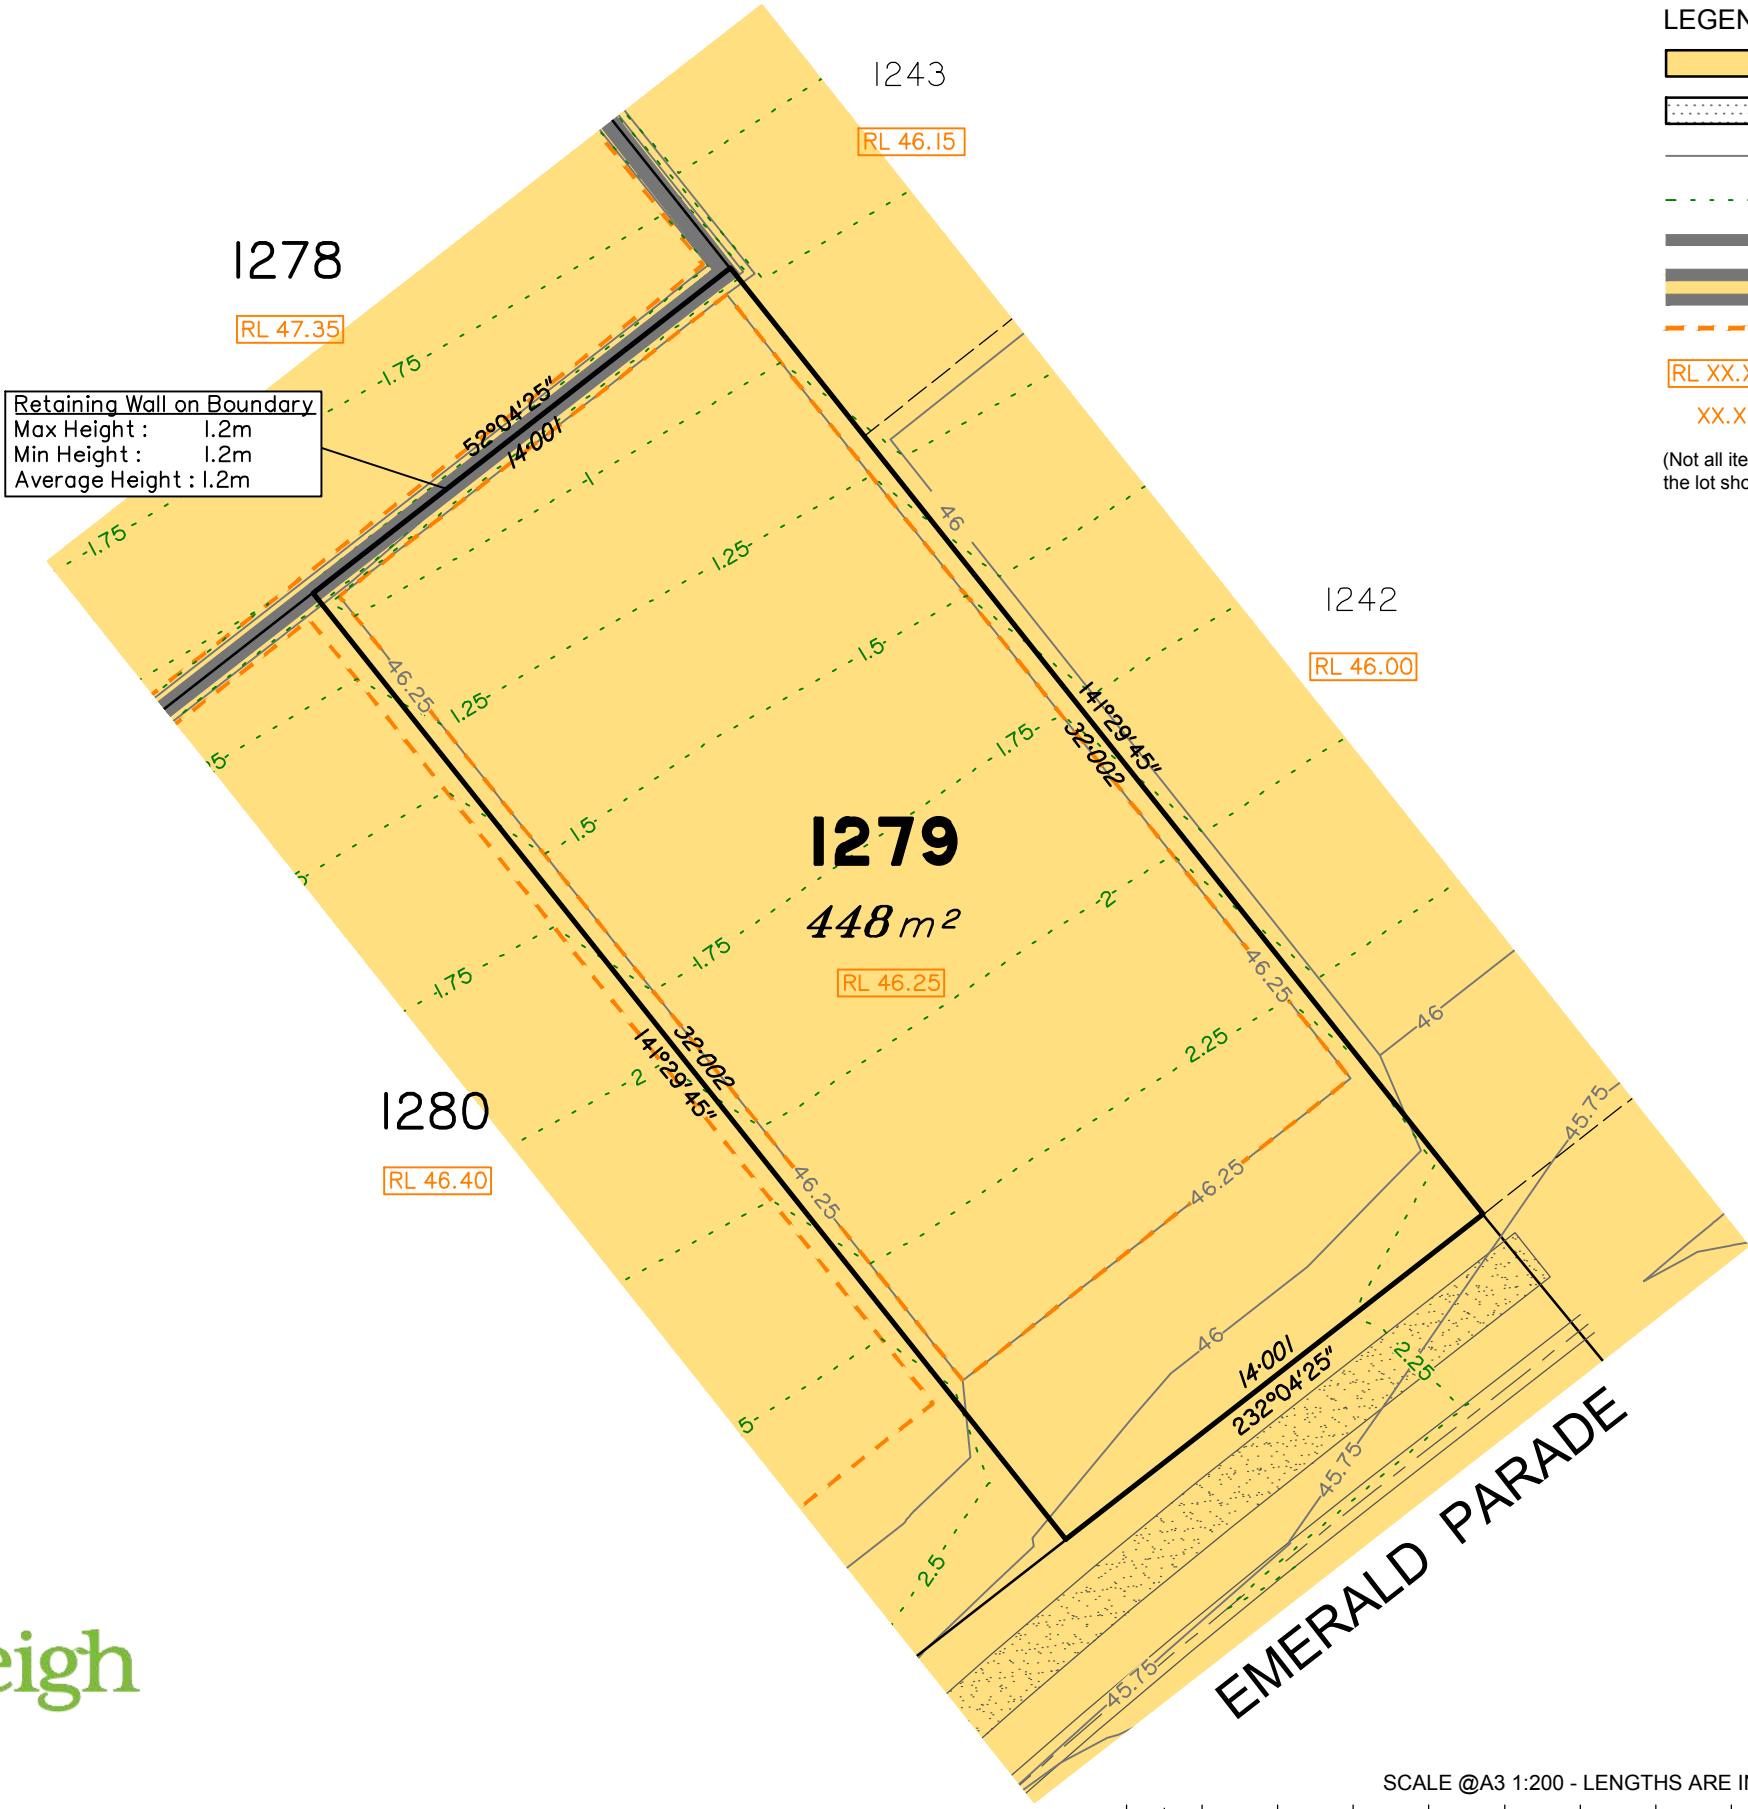 LEGEN
1243
RL 46.15
1278
RL 47.35
Retaining Wall on Boundary
Max Height : 1.2m
Min Height : 1.2m
Average Height : 1.2m
RL XX.X
XX.X
(Not all ite
the lot sho
1.75
1.75
52°04'25"
14·001
1
1.25
46
1242
RL 46.00
46.25
1.25
1.5
141°29'45"
32·002
1.75
1.5
1279
448 m²
RL 46.25
2
1.75
1.75
46.25
46
2.25
32·002
141°29'45"
2
1280
RL 46.40
45.75
46.25
46.25
46
14·001
232°04'25"
2.25
5
45.75
2.5
45.75
EMERALD PARADE
eigh
SCALE @A3 1:200 - LENGTHS ARE IN